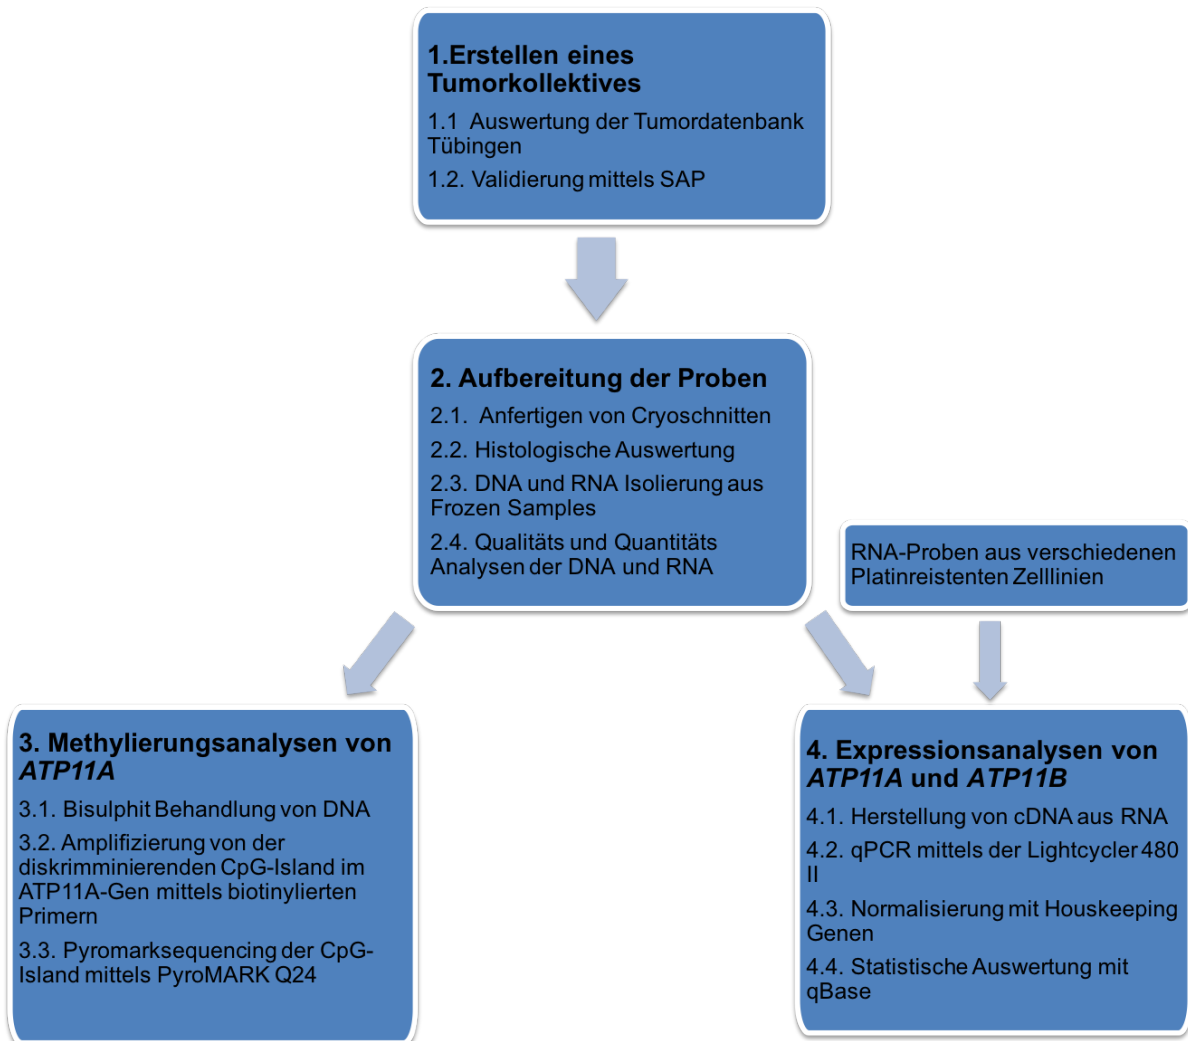 1.Erstellen eines
Tumorkollektives
1.1  Auswertung der Tumordatenbank
Tübingen
1.2. Validierung mittels SAP
2. Aufbereitung der Proben
2.1.  Anfertigen von Cryoschnitten
2.2. Histologische Auswertung
2.3. DNA und RNA Isolierung aus
Frozen Samples
2.4. Qualitäts und Quantitäts
Analysen der DNA und RNA
RNA-Proben aus verschiedenen
Platinreistenten Zelllinien
3. Methylierungsanalysen von
ATP11A
3.1. Bisulphit Behandlung von DNA
3.2. Amplifizierung von der
diskrimminierenden CpG-Island im
ATP11A-Gen mittels biotinylierten
Primern
3.3. Pyromarksequencing der CpG-
Island mittels PyroMARK Q24
4. Expressionsanalysen von
ATP11A und ATP11B
4.1. Herstellung von cDNA aus RNA
4.2. qPCR mittels der Lightcycler 480
II
4.3. Normalisierung mit Houskeeping
Genen
4.4. Statistische Auswertung mit
qBase